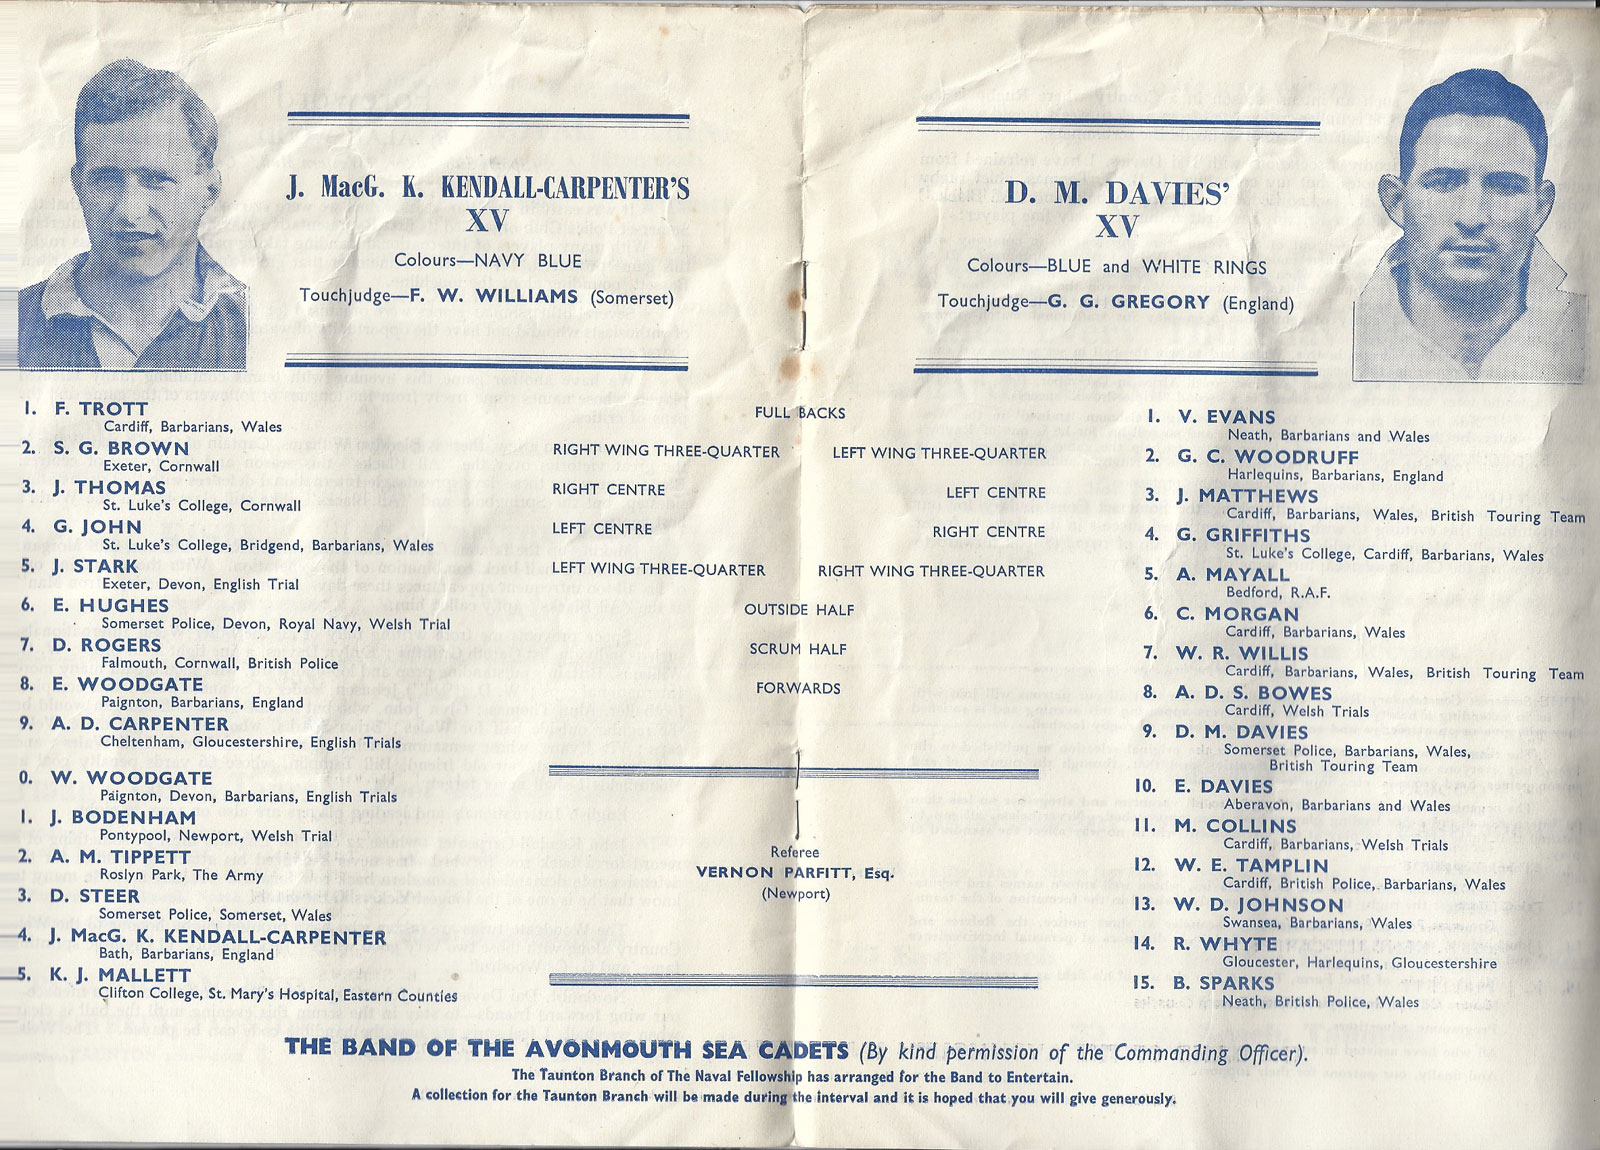 J. MacG. K. KENDALL-CARPENTER'S
XV
Colours—NAVY BLUE
Touchjudge—F. W. WILLIAMS (Somerset)
D. M. DAVIES'
XV
Colours—BLUE and WHITE RINGS
Touchjudge—G. G. GREGORY (England)
1. F. TROTT
Cardiff, Barbarians, Wales
2. S. G. BROWN
Exeter, Cornwall
3. J. THOMAS
St. Luke's College, Cornwall
4. G. JOHN
St. Luke's College, Bridgend, Barbarians, Wales
5. J. STARK
Exeter, Devon, English Trial
6. E. HUGHES
Somerset Police, Devon, Royal Navy, Welsh Trial
7. D. ROGERS
Falmouth, Cornwall, British Police
8. E. WOODGATE
Paignton, Barbarians, England
9. A. D. CARPENTER
Cheltenham, Gloucestershire, English Trials
0. W. WOODGATE
Paignton, Devon, Barbarians, English Trials
1. J. BODENHAM
Pontypool, Newport, Welsh Trial
2. A. M. TIPPETT
Roslyn Park, The Army
3. D. STEER
Somerset Police, Somerset, Wales
4. J. MacG. K. KENDALL-CARPENTER
Bath, Barbarians, England
5. K. J. MALLETT
Clifton College, St. Mary's Hospital, Eastern Counties
FULL BACKS
RIGHT WING THREE-QUARTER LEFT WING THREE-QUARTER
RIGHT CENTRE LEFT CENTRE
LEFT CENTRE RIGHT CENTRE
LEFT WING THREE-QUARTER RIGHT WING THREE-QUARTER
OUTSIDE HALF
SCRUM HALF
FORWARDS
Referee
VERNON PARFITT, Esq.
(Newport)
1. V. EVANS
Neath, Barbarians and Wales
2. G. C. WOODRUFF
Harlequins, Barbarians, England
3. J. MATTHEWS
Cardiff, Barbarians, Wales, British Touring Team
4. G. GRIFFITHS
St. Luke's College, Cardiff, Barbarians, Wales
5. A. MAYALL
Bedford, R.A.F.
6. C. MORGAN
Cardiff, Barbarians, Wales
7. W. R. WILLIS
Cardiff, Barbarians, Wales, British Touring Team
8. A. D. S. BOWES
Cardiff, Welsh Trials
9. D. M. DAVIES
Somerset Police, Barbarians, Wales,
British Touring Team
10. E. DAVIES
Aberavon, Barbarians and Wales
11. M. COLLINS
Cardiff, Barbarians, Welsh Trials
12. W. E. TAMPLIN
Cardiff, British Police, Barbarians, Wales
13. W. D. JOHNSON
Swansea, Barbarians, Wales
14. R. WHYTE
Gloucester, Harlequins, Gloucestershire
15. B. SPARKS
Neath, British Police, Wales
THE BAND OF THE AVONMOUTH SEA CADETS (By kind permission of the Commanding Officer).
The Taunton Branch of The Naval Fellowship has arranged for the Band to Entertain.
A collection for the Taunton Branch will be made during the interval and it is hoped that you will give generously.